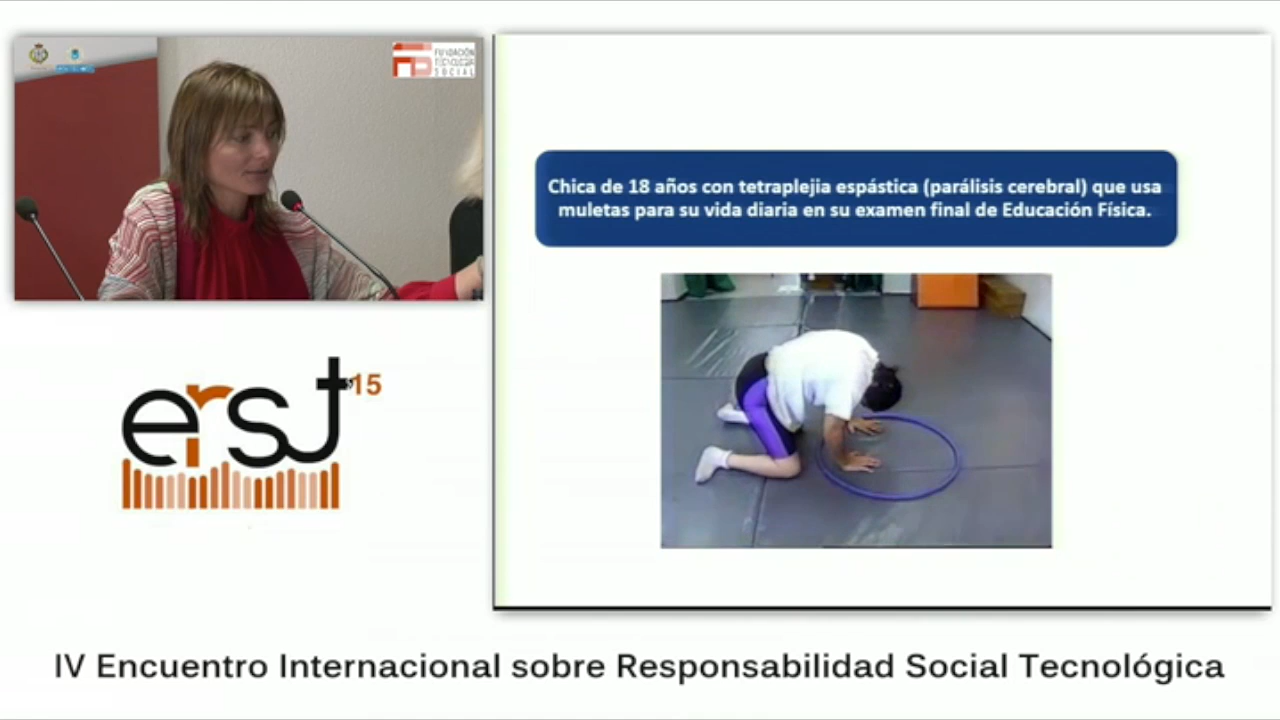 FUNDACIÓN
TECNOLOGÍA
SOCIAL
Chica de 18 años con tetraplejia espástica (parálisis cerebral) que usa
muletas para su vida diaria en su examen final de Educación Física.
erst'15
IV Encuentro Internacional sobre Responsabilidad Social Tecnológica